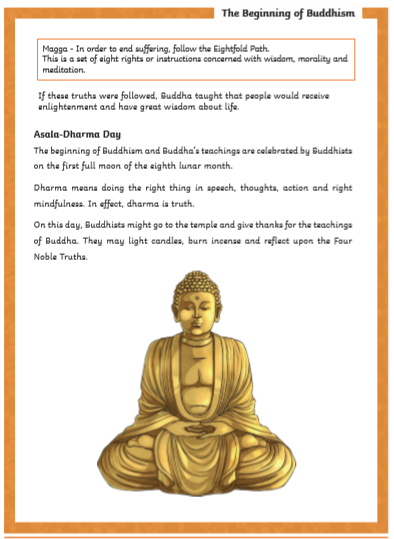 The Beginning of Buddhism
Magga - In order to end suffering, follow the Eightfold Path.
This is a set of eight rights or instructions concerned with wisdom, morality and
meditation.
If these truths were followed, Buddha taught that people would receive
enlightenment and have great wisdom about life.
Asala-Dharma Day
The beginning of Buddhism and Buddha's teachings are celebrated by Buddhists
on the first full moon of the eighth lunar month.
Dharma means doing the right thing in speech, thoughts, action and right
mindfulness. In effect, dharma is truth.
On this day, Buddhists might go to the temple and give thanks for the teachings
of Buddha. They may light candles, burn incense and reflect upon the Four
Noble Truths.